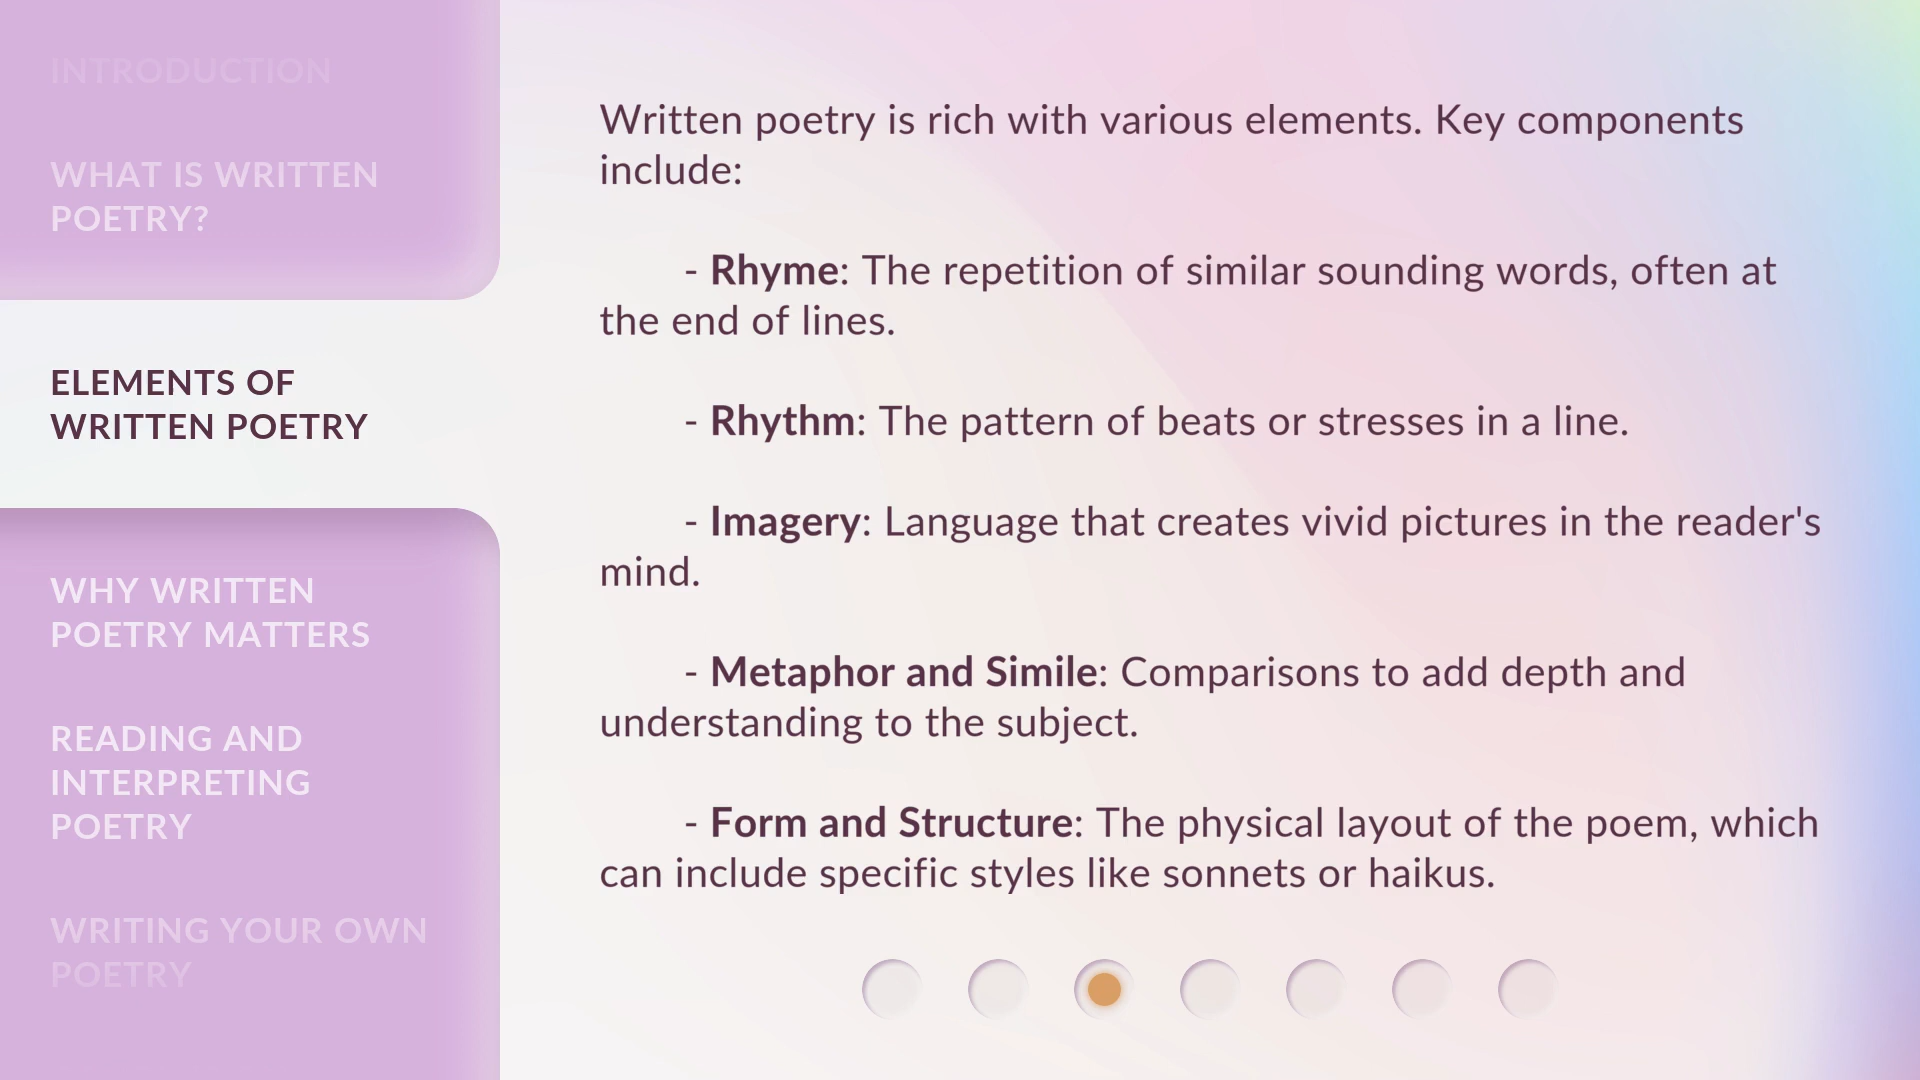 INTRODUCTION
WHAT IS WRITTEN
POETRY?
ELEMENTS OF
WRITTEN POETRY
WHY WRITTEN
POETRY MATTERS
READING AND
INTERPRETING
POETRY
WRITING YOUR OWN
POETRY
Written poetry is rich with various elements. Key components
include:
- Rhyme: The repetition of similar sounding words, often at
the end of lines.
- Rhythm: The pattern of beats or stresses in a line.
- Imagery: Language that creates vivid pictures in the reader's
mind.
- Metaphor and Simile: Comparisons to add depth and
understanding to the subject.
- Form and Structure: The physical layout of the poem, which
can include specific styles like sonnets or haikus.